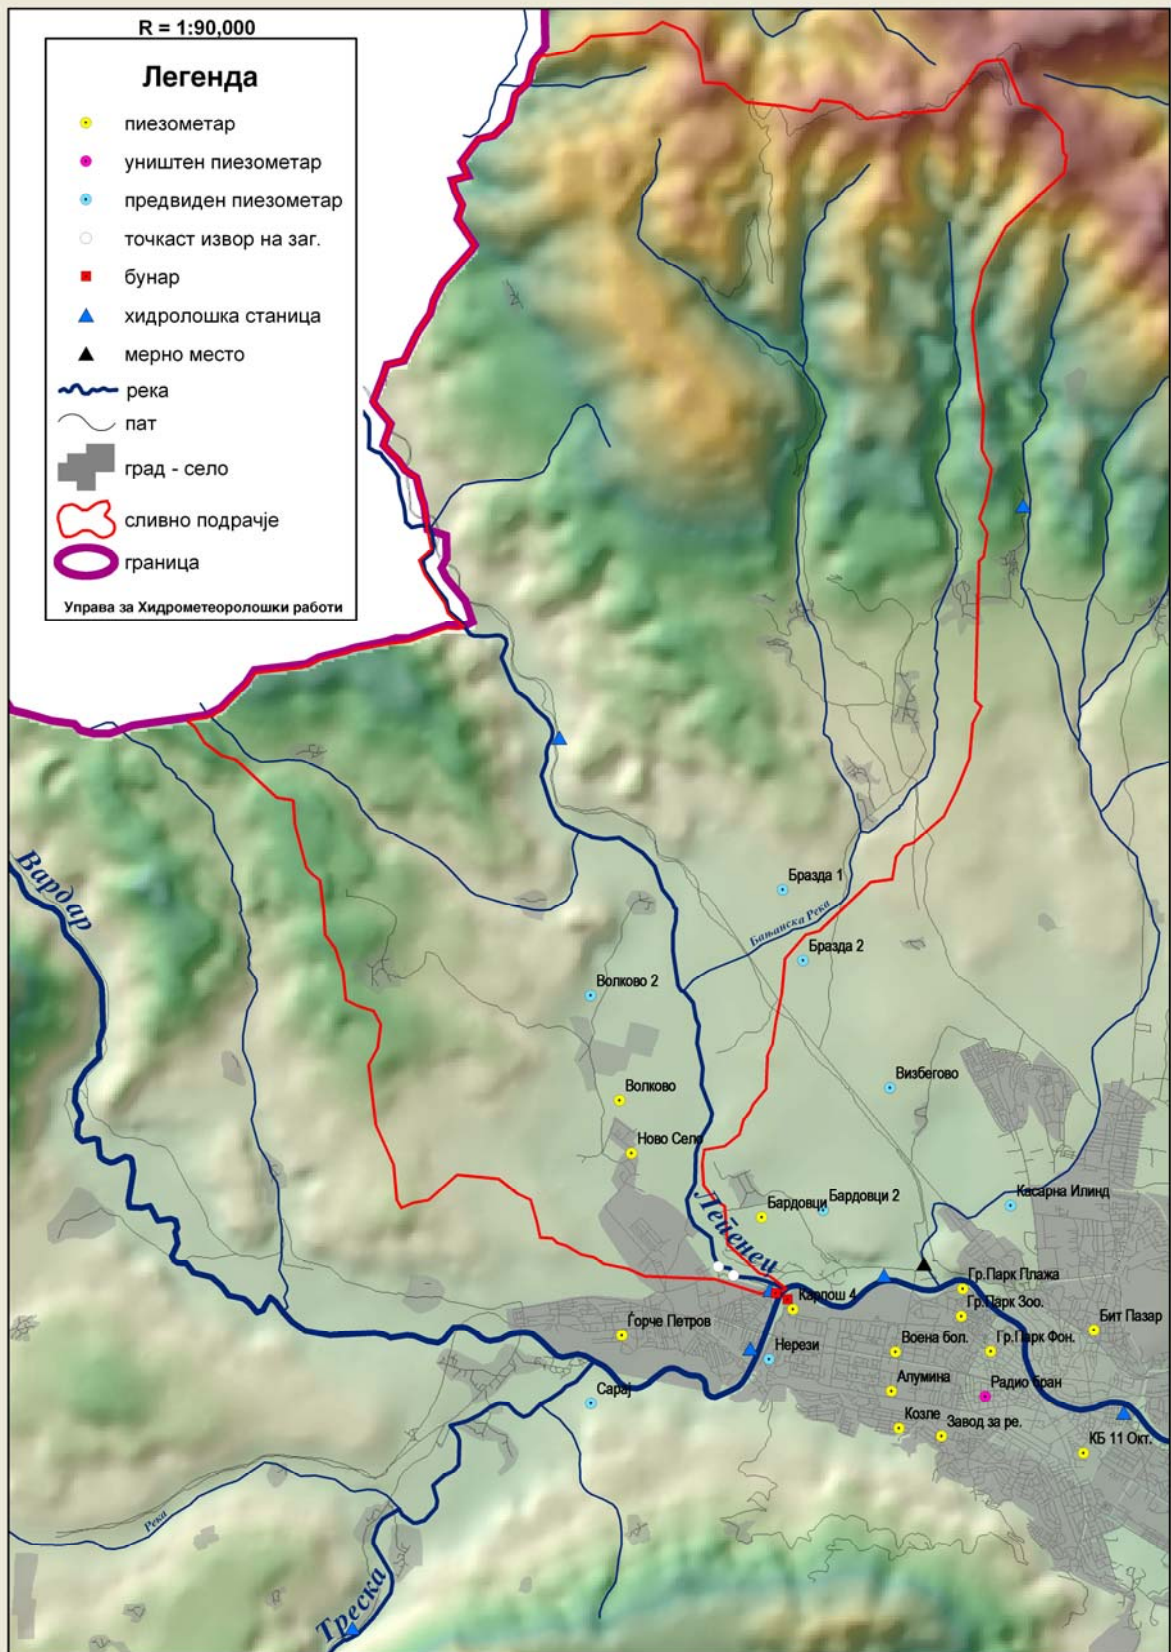 R = 1:90,000
Легенда
пиезометар
уништен пиезометар
предвиден пиезометар
точкаст извор на заг.
бунар
хидролошка станица
мерно место
река
пат
град - село
сливно подрачје
граница
Управа за Хидрометеоролошки работи
Вардар
Бразда 1
Бањанска Река
Бразда 2
Волково 2
Визбегово
Волково
Ново Село
Касарна Илинд
Бардовци
Бардовци 2
Лепенец
Гр.Парк Плажа
Карпош 4
Гр.Парк Зоо.
Бит Пазар
Ѓорче Петров
Воена бол.
Гр.Парк Фон.
Нерези
Алумина
Радио бран
Сарај
Козле
Завод за ре.
КБ 11 Окт.
Река
Треска